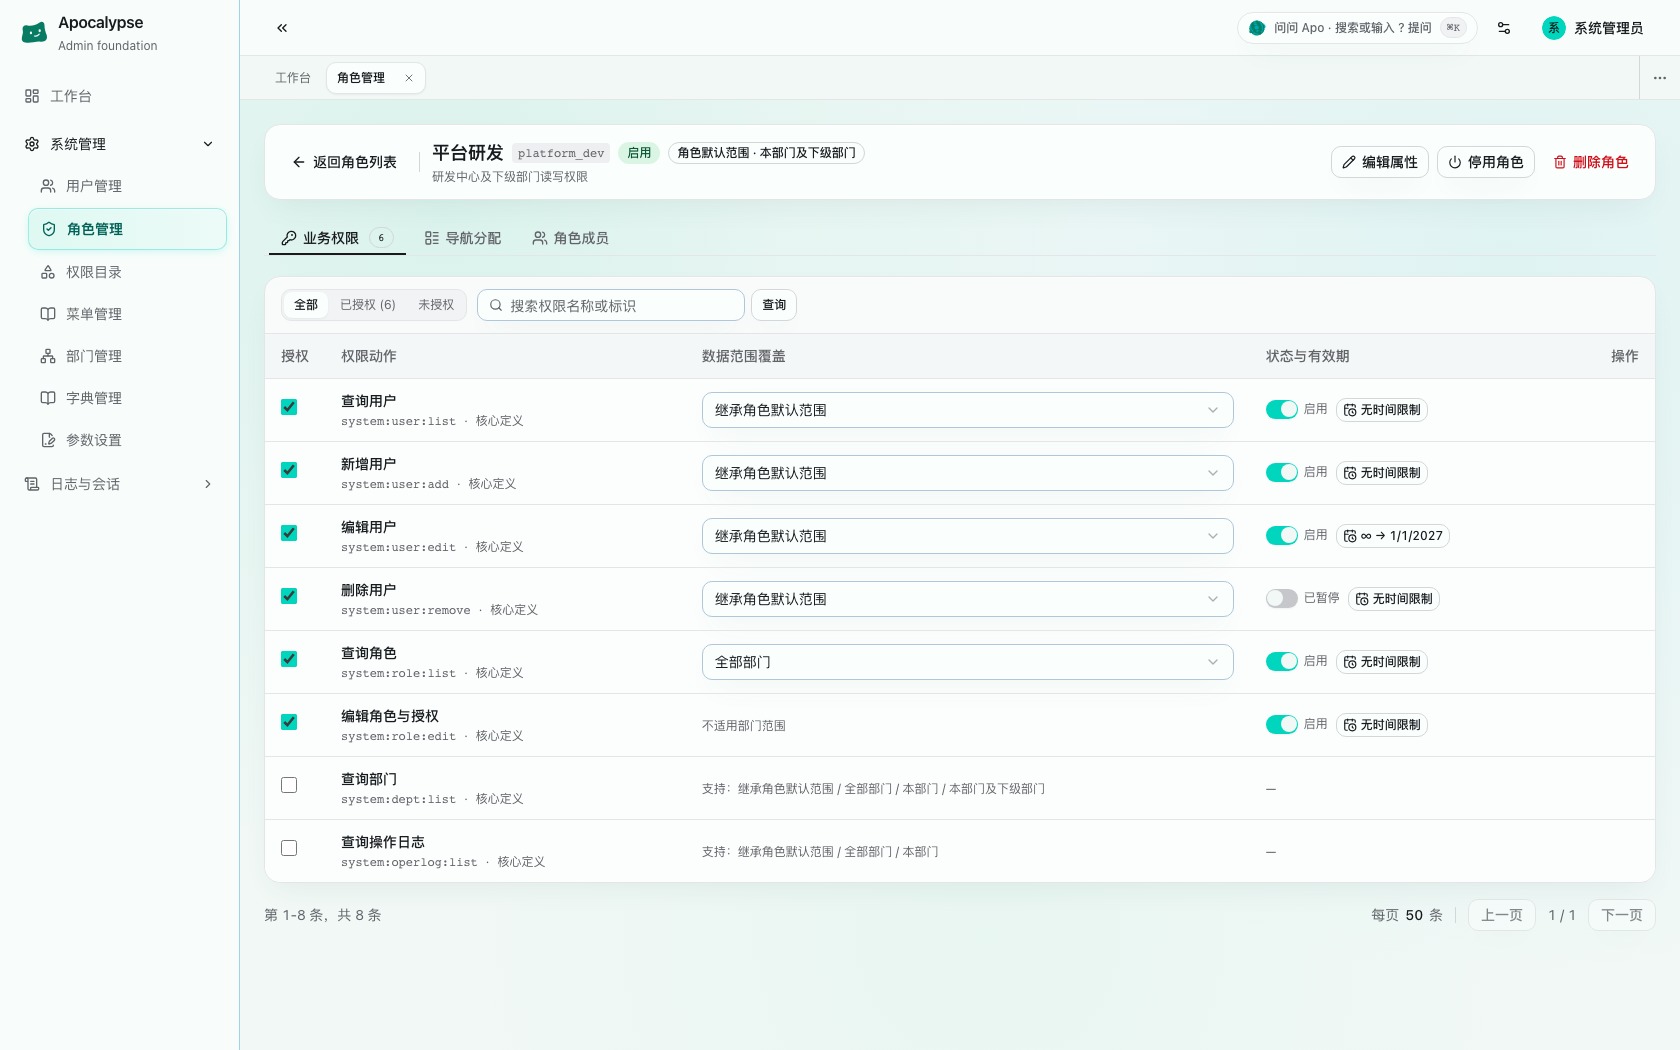 Apocalypse
Admin foundation
工作台
系统管理
用户管理
角色管理
权限目录
菜单管理
部门管理
字典管理
参数设置
日志与会话
问问 Apo · 搜索或输入 ? 提问 ⌘K
系 系统管理员
工作台 角色管理
返回角色列表
平台研发 platform_dev 启用 角色默认范围 · 本部门及下级部门
研发中心及下级部门读写权限
编辑属性 停用角色 删除角色
业务权限 6 导航分配 角色成员
全部 已授权 (6) 未授权 搜索权限名称或标识 查询
授权 权限动作 数据范围覆盖 状态与有效期 操作
查询用户
system:user:list · 核心定义
继承角色默认范围 启用 无时间限制
新增用户
system:user:add · 核心定义
继承角色默认范围 启用 无时间限制
编辑用户
system:user:edit · 核心定义
继承角色默认范围 启用 ∞ → 1/1/2027
删除用户
system:user:remove · 核心定义
继承角色默认范围 已暂停 无时间限制
查询角色
system:role:list · 核心定义
全部部门 启用 无时间限制
编辑角色与授权
system:role:edit · 核心定义
不适用部门范围 启用 无时间限制
查询部门
system:dept:list · 核心定义
支持：继承角色默认范围 / 全部部门 / 本部门 / 本部门及下级部门 —
查询操作日志
system:operlog:list · 核心定义
支持：继承角色默认范围 / 全部部门 / 本部门 —
第 1-8 条，共 8 条
每页 50 条 上一页 1 / 1 下一页